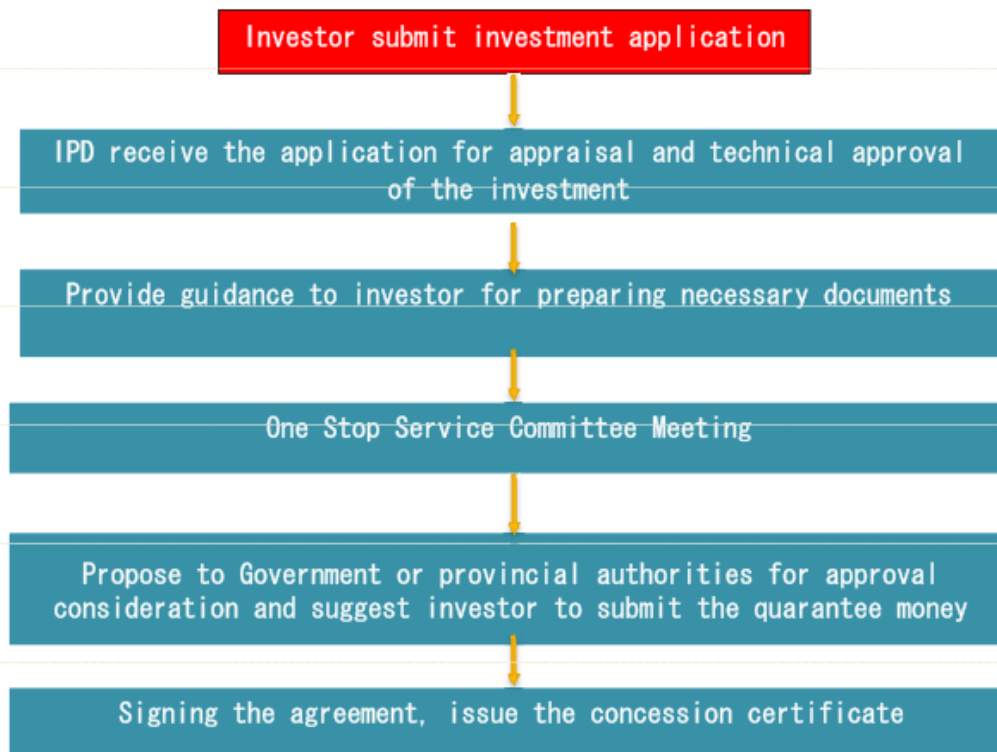 Investor submit investment application
IPD receive the application for appraisal and technical approval
of the investment
Provide guidance to investor for preparing necessary documents
One Stop Service Committee Meeting
Propose to Government or provincial authorities for approval
consideration and suggest investor to submit the quarantee money
Signing the agreement, issue the concession certificate